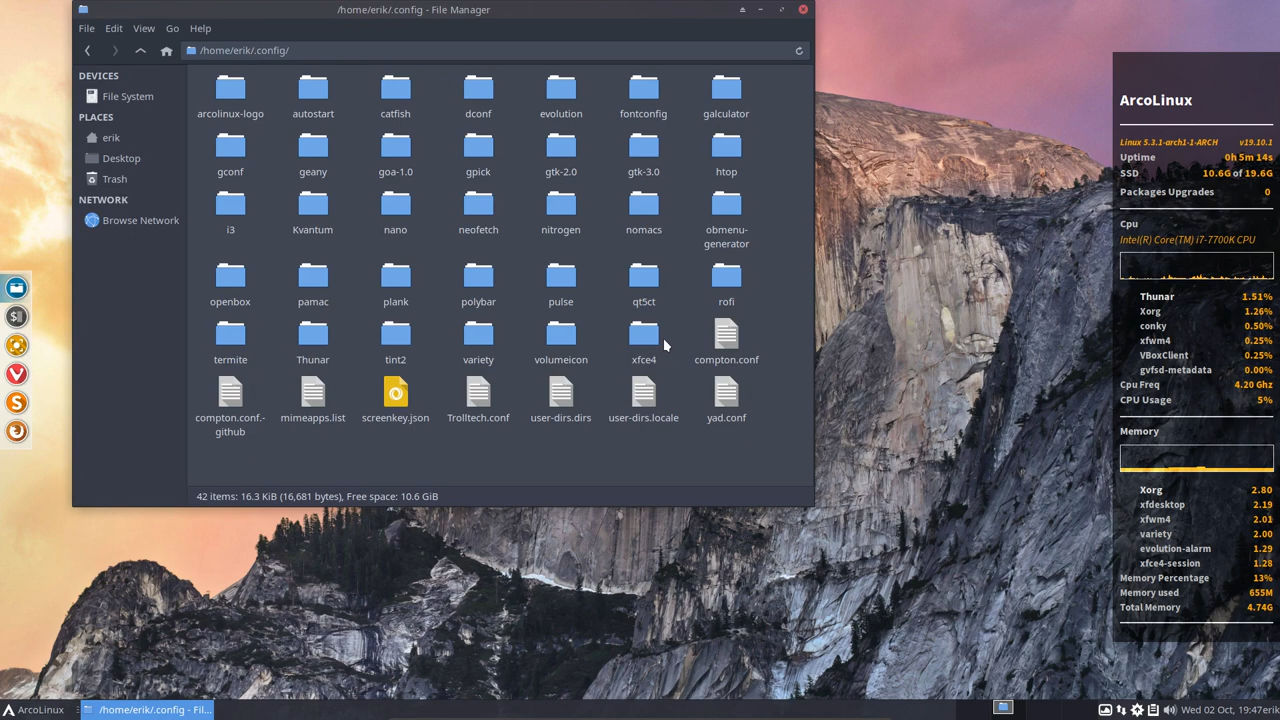 /home/erik/.config - File Manager
File Edit View Go Help
/home/erik/.config/
DEVICES
File System
PLACES
erik
Desktop
Trash
NETWORK
Browse Network
arcolinux-logo autostart catfish dconf evolution fontconfig galculator
gconf geany goa-1.0 gpick gtk-2.0 gtk-3.0 htop
i3 Kvantum nano neofetch nitrogen nomacs obmenu-
generator
openbox pamac plank polybar pulse qt5ct rofi
termite Thunar tint2 variety volumeicon xfce4 compton.conf
compton.conf.- mimeapps.list screenkey.json Trolltech.conf user-dirs.dirs user-dirs.locale yad.conf
github
42 items: 16.3 KiB (16,681 bytes), Free space: 10.6 GiB
ArcoLinux
Linux 5.3.1-arch1-1-ARCH v19.10.1
Uptime 0h 5m 14s
SSD 10.6G of 19.6G
Packages Upgrades 0
Cpu
Intel(R) Core(TM) i7-7700K CPU
Thunar 1.51%
Xorg 1.26%
conky 0.50%
xfwm4 0.25%
VBoxClient 0.25%
gvfsd-metadata 0.00%
Cpu Freq 4.20 Ghz
CPU Usage 5%
Memory
Xorg 2.80
xfdesktop 2.19
xfwm4 2.01
variety 2.00
evolution-alarm 1.29
xfce4-session 1.28
Memory Percentage 13%
Memory used 655M
Total Memory 4.74G
ArcoLinux /home/erik/.config - Fil... Wed 02 Oct, 19:47 erik